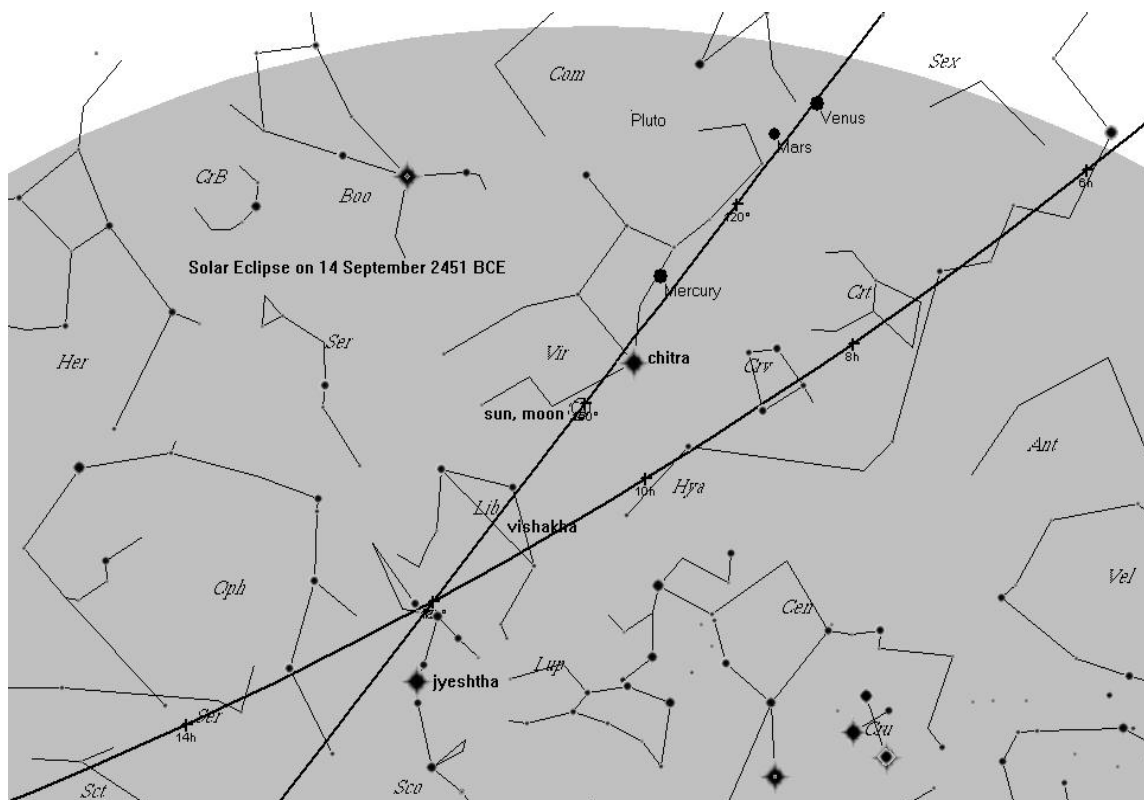 Com
Sex
Venus
Pluto
Mars
CrB
Boo
6h
120°
Solar Eclipse on 14 September 2451 BCE
Mercury
Crt
Ser
Her
Vir
chitra
Crv
8h
sun, moon
150°
Ant
Lib
10h
Hya
vishakha
Oph
Vel
Cen
Lup
jyeshtha
Ser
14h
Cru
Sct
Sco